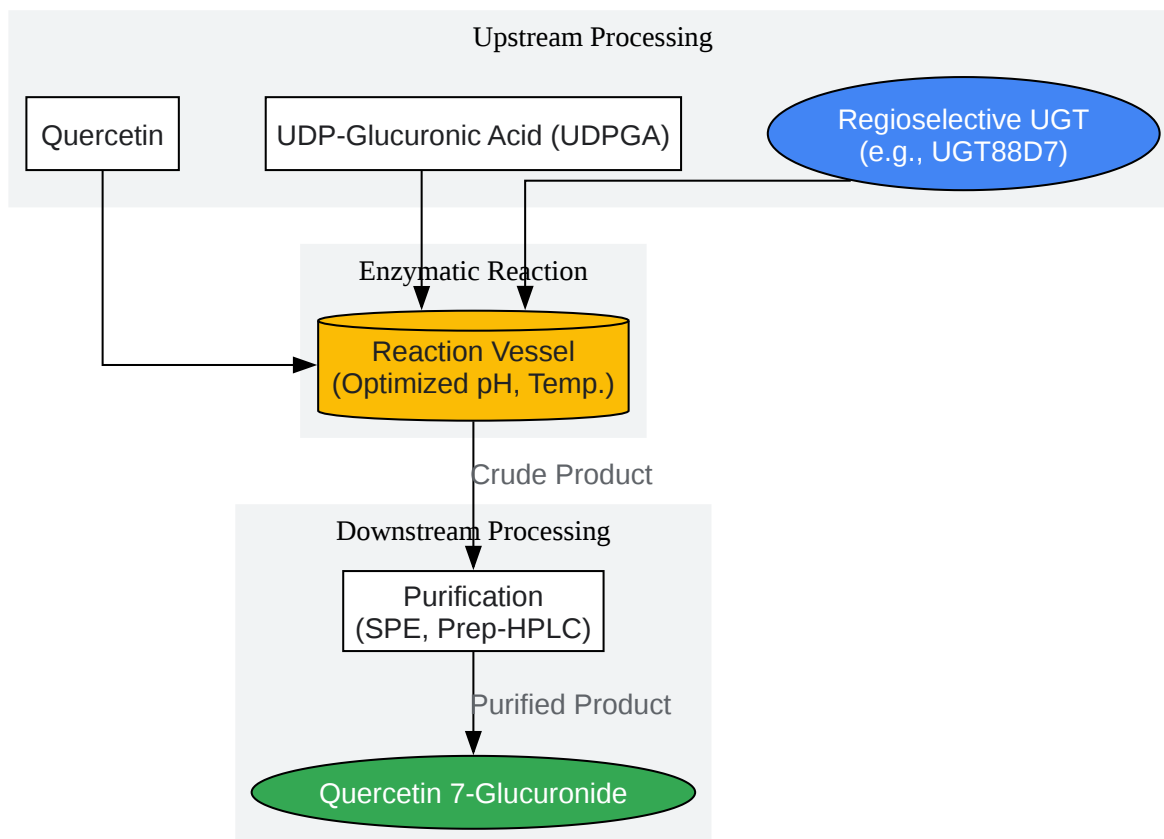 Upstream Processing
Quercetin
UDP-Glucuronic Acid (UDPGA)
Regioselective UGT
(e.g., UGT88D7)
Enzymatic Reaction
Reaction Vessel
(Optimized pH, Temp.)
Crude Product
Downstream Processing
Purification
(SPE, Prep-HPLC)
Purified Product
Quercetin 7-Glucuronide